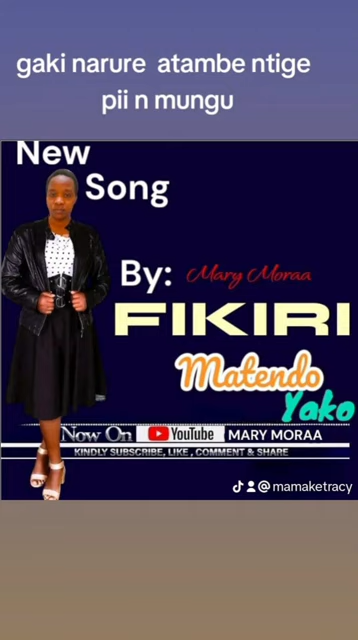 gaki narure atambe ntige
pii n mungu
New
Song
By: Mary Moraa
FIKIRI
Matendo
Yako
Now On YouTube MARY MORAA
KINDLY SUBSCRIBE, LIKE , COMMENT & SHARE
@mamaketracy